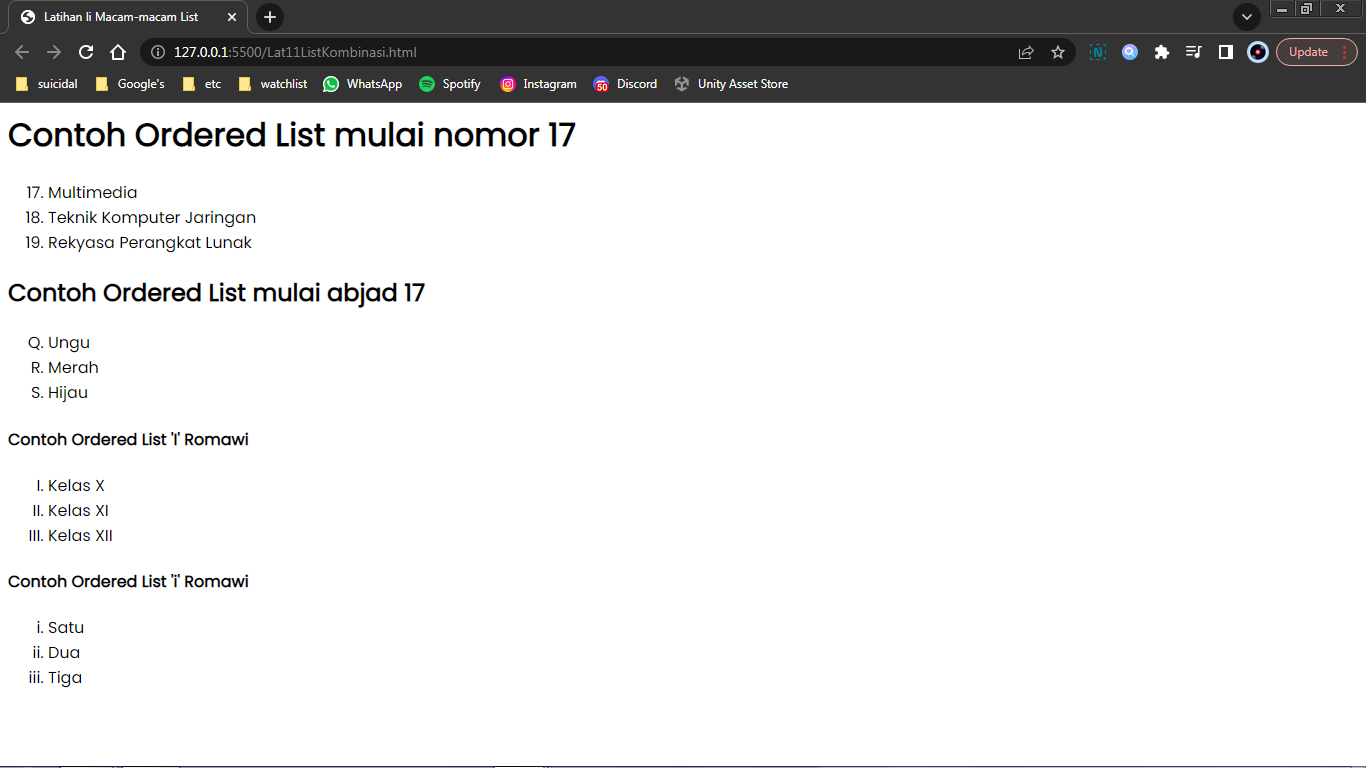 Latihan li Macam-macam List
127.0.0.1:5500/Lat11ListKombinasi.html
Update
suicidal Google's etc watchlist WhatsApp Spotify Instagram 50 Discord Unity Asset Store
Contoh Ordered List mulai nomor 17
17. Multimedia
18. Teknik Komputer Jaringan
19. Rekyasa Perangkat Lunak
Contoh Ordered List mulai abjad 17
Q. Ungu
R. Merah
S. Hijau
Contoh Ordered List 'I' Romawi
I. Kelas X
II. Kelas XI
III. Kelas XII
Contoh Ordered List 'i' Romawi
i. Satu
ii. Dua
iii. Tiga